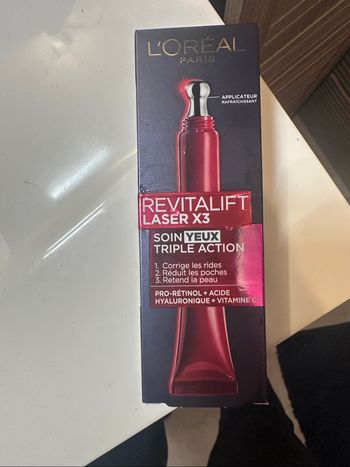 L'ORÉAL
PARIS
APPLICATEUR
RAFRAÎCHISSANT
REVITALIFT
LASER X3
SOIN YEUX
TRIPLE ACTION
1. Corrige les rides
2. Réduit les poches
3. Retend la peau
PRO-RÉTINOL + ACIDE
HYALURONIQUE + VITAMINE C